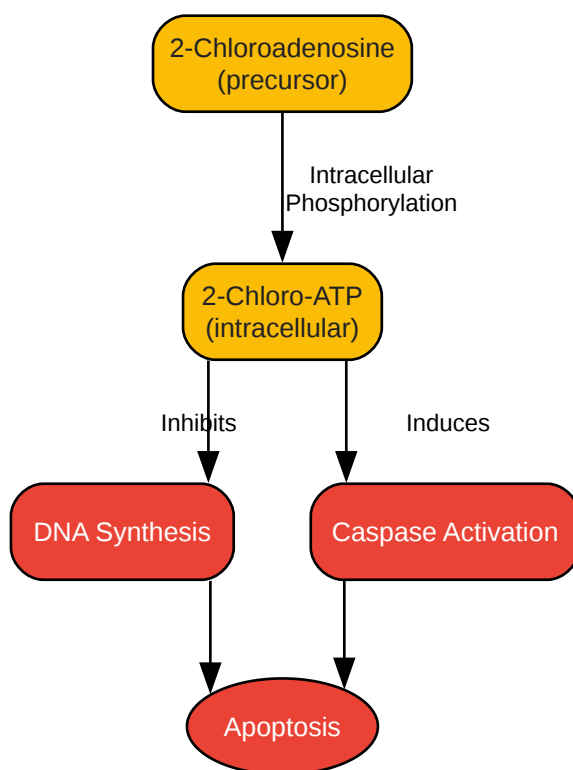 2-Chloroadenosine
(precursor)
Intracellular
Phosphorylation
2-Chloro-ATP
(intracellular)
Inhibits
Induces
DNA Synthesis
Caspase Activation
Apoptosis